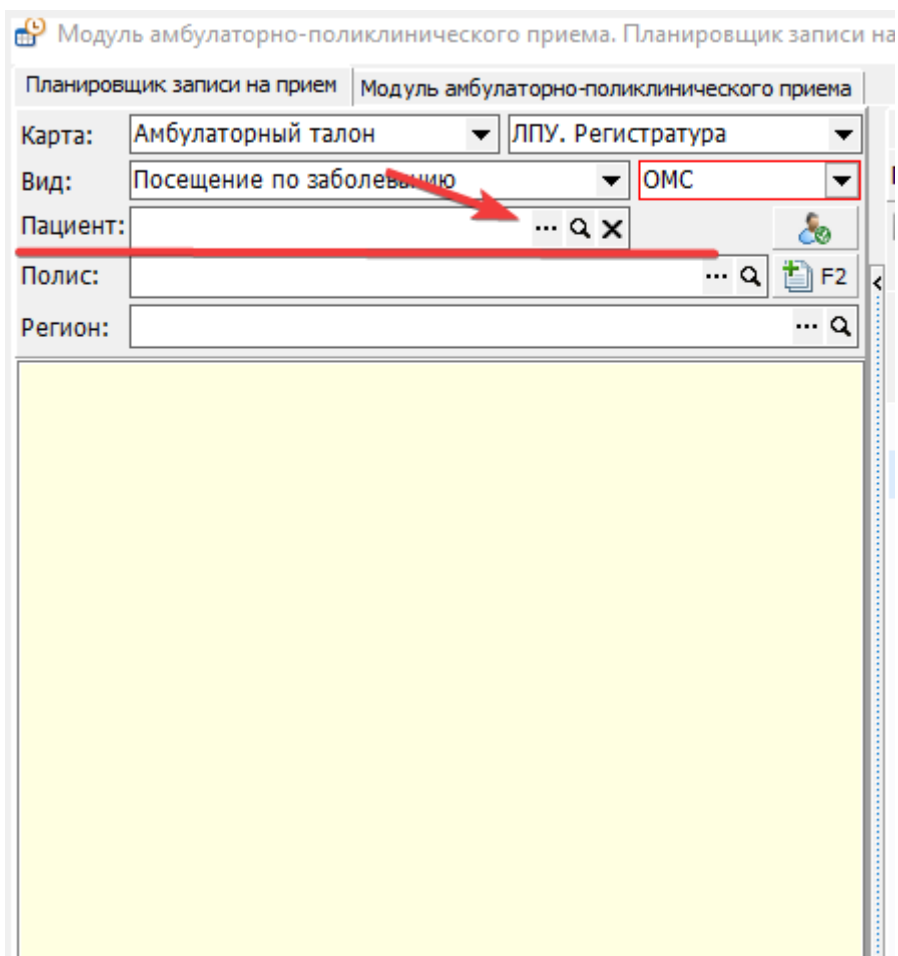 Модуль амбулаторно-поликлинического приема. Планировщик записи на
Планировщик записи на прием Модуль амбулаторно-поликлинического приема
Карта: Амбулаторный талон ЛПУ. Регистратура
Вид: Посещение по заболеванию ОМС
Пациент:
Полис: F2
Регион: